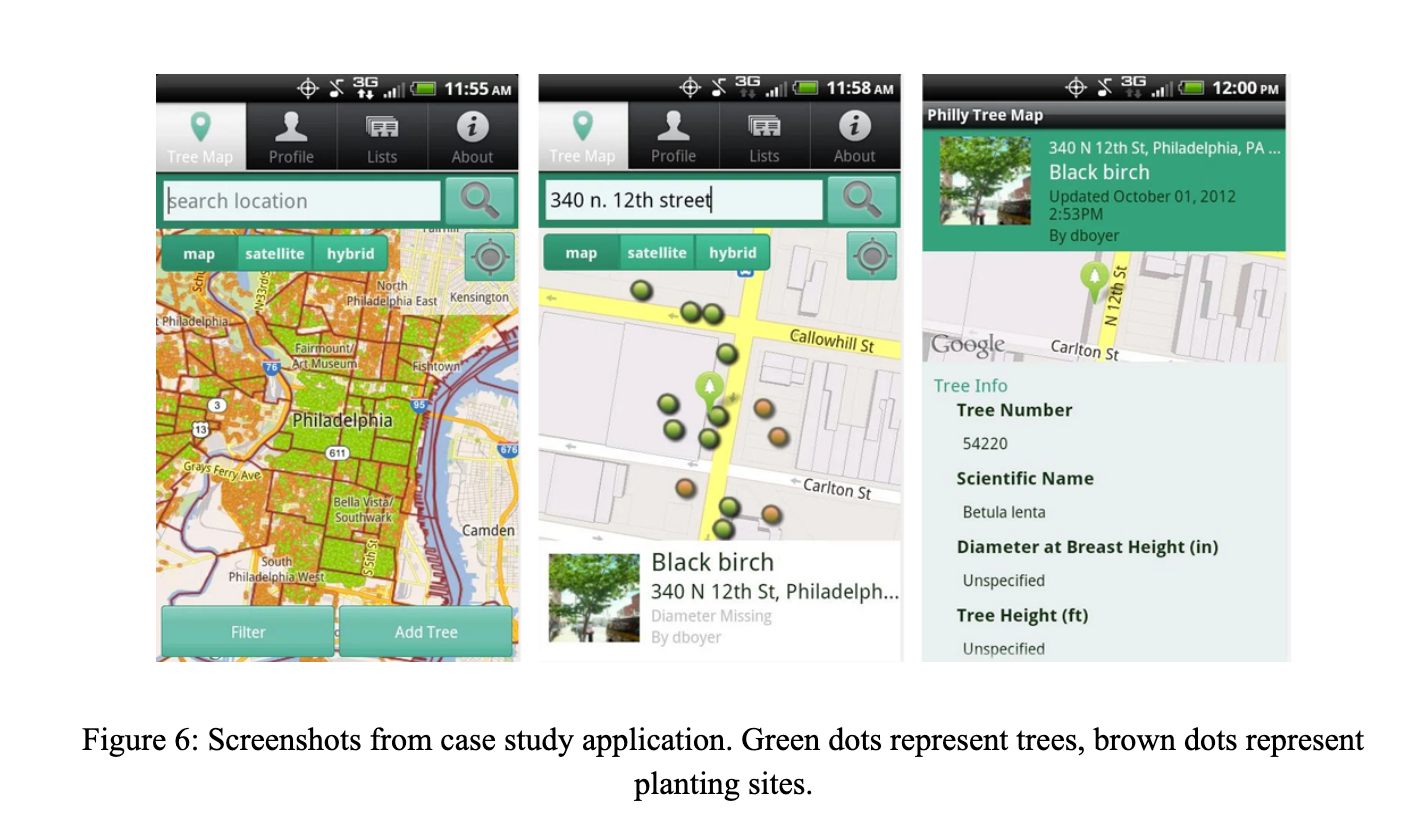 3G 11:55 AM
Tree Map Profile Lists About
search location
map satellite hybrid
North
Philadelphia East
Kensington
Philadelphia
Fairmount/
Art Museum
Fishtown
76
95
3
13
Philadelphia
611
676
Grays Ferry Ave
Bella Vista/
Southwark
Camden
S 5th St
South
Philadelphia West
Filter Add Tree
3G 11:58 AM
Tree Map Profile Lists About
340 n. 12th street
map satellite hybrid
Callowhill St
Carlton St
Black birch
340 N 12th St, Philadelph...
Diameter Missing
By dboyer
3G 12:00 PM
Philly Tree Map
340 N 12th St, Philadelphia, PA ...
Black birch
Updated October 01, 2012
2:53PM
By dboyer
N 12th St
Google
Carlton St
Tree Info
Tree Number
54220
Scientific Name
Betula lenta
Diameter at Breast Height (in)
Unspecified
Tree Height (ft)
Unspecified
Figure 6: Screenshots from case study application. Green dots represent trees, brown dots represent
planting sites.